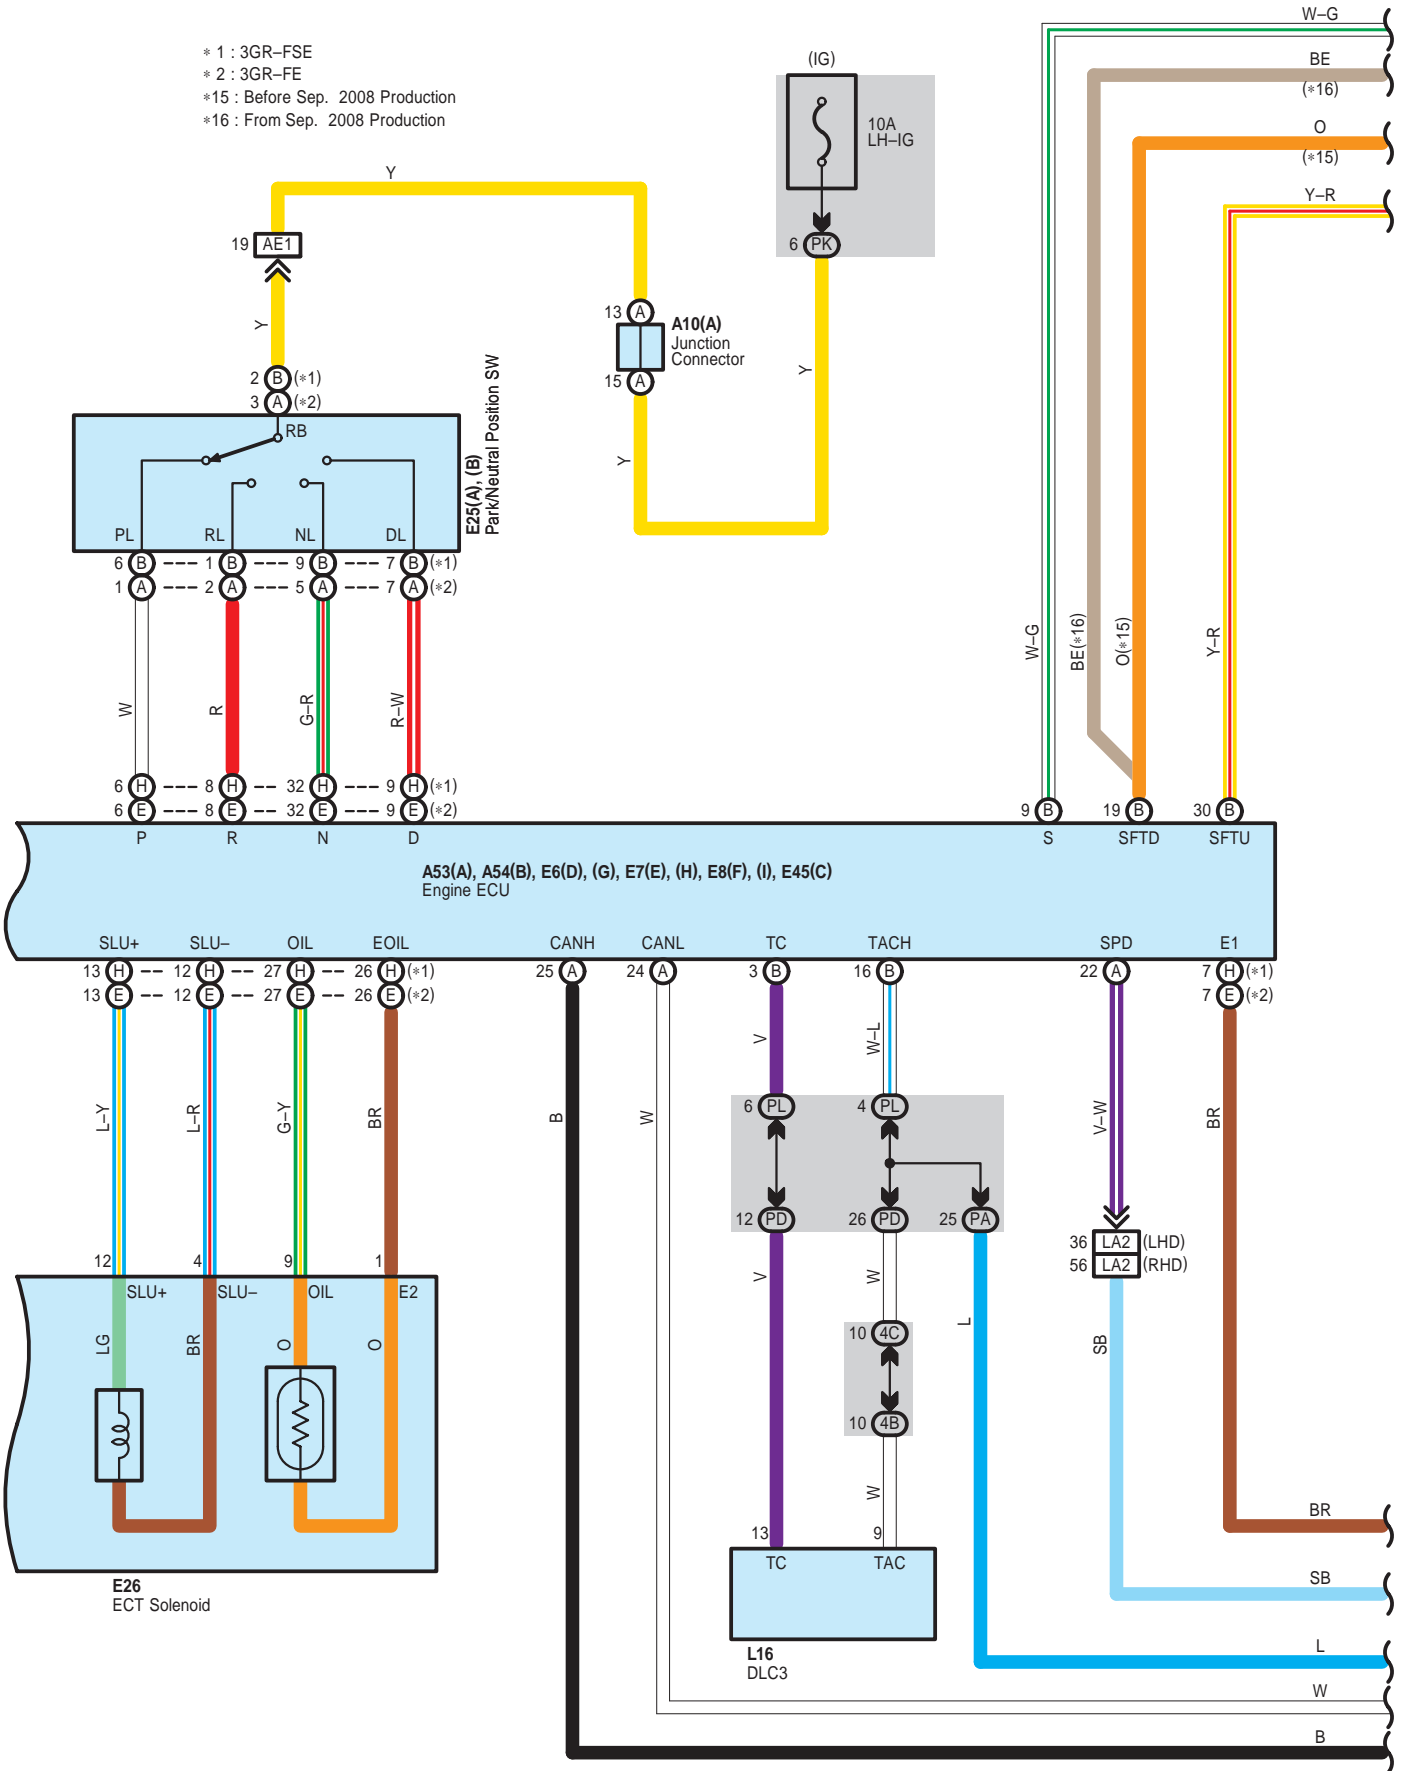 W–G
BE
(∗16)
O
(∗15)
Y–R
∗ 1 : 3GR–FSE
∗ 2 : 3GR–FE
∗15 : Before Sep. 2008 Production
∗16 : From Sep. 2008 Production
(IG)
10A
LH–IG
6 PK
Y
19 AE1
Y
13 A
A10(A)
Junction
Connector
15 A
Y
Y
2 B (∗1)
3 A (∗2)
RB
E25(A), (B)
Park/Neutral Position SW
PL RL NL DL
6 B 1 B 9 B 7 B (∗1)
1 A 2 A 5 A 7 A (∗2)
W R G–R R–W
W–G BE(∗16) O(∗15) Y–R
6 H 8 H 32 H 9 H (∗1)
6 E 8 E 32 E 9 E (∗2)
9 B 19 B 30 B
P R N D S SFTD SFTU
A53(A), A54(B), E6(D), (G), E7(E), (H), E8(F), (I), E45(C)
Engine ECU
SLU+ SLU– OIL EOIL CANH CANL TC TACH SPD E1
13 H 12 H 27 H 26 H (∗1) 25 A 24 A 3 B 16 B 22 A 7 H (∗1)
13 E 12 E 27 E 26 E (∗2) 7 E (∗2)
V W–L
L–Y L–R G–Y BR B W V–W BR
6 PL 4 PL
12 PD 26 PD 25 PA
36 LA2 (LHD)
56 LA2 (RHD)
12 4 9 1
SLU+ SLU– OIL E2
V W L
LG BR O O SB
10 4C
10 4B
W
13 9
TC TAC
L16
DLC3
E26
ECT Solenoid
BR
SB
L
W
B